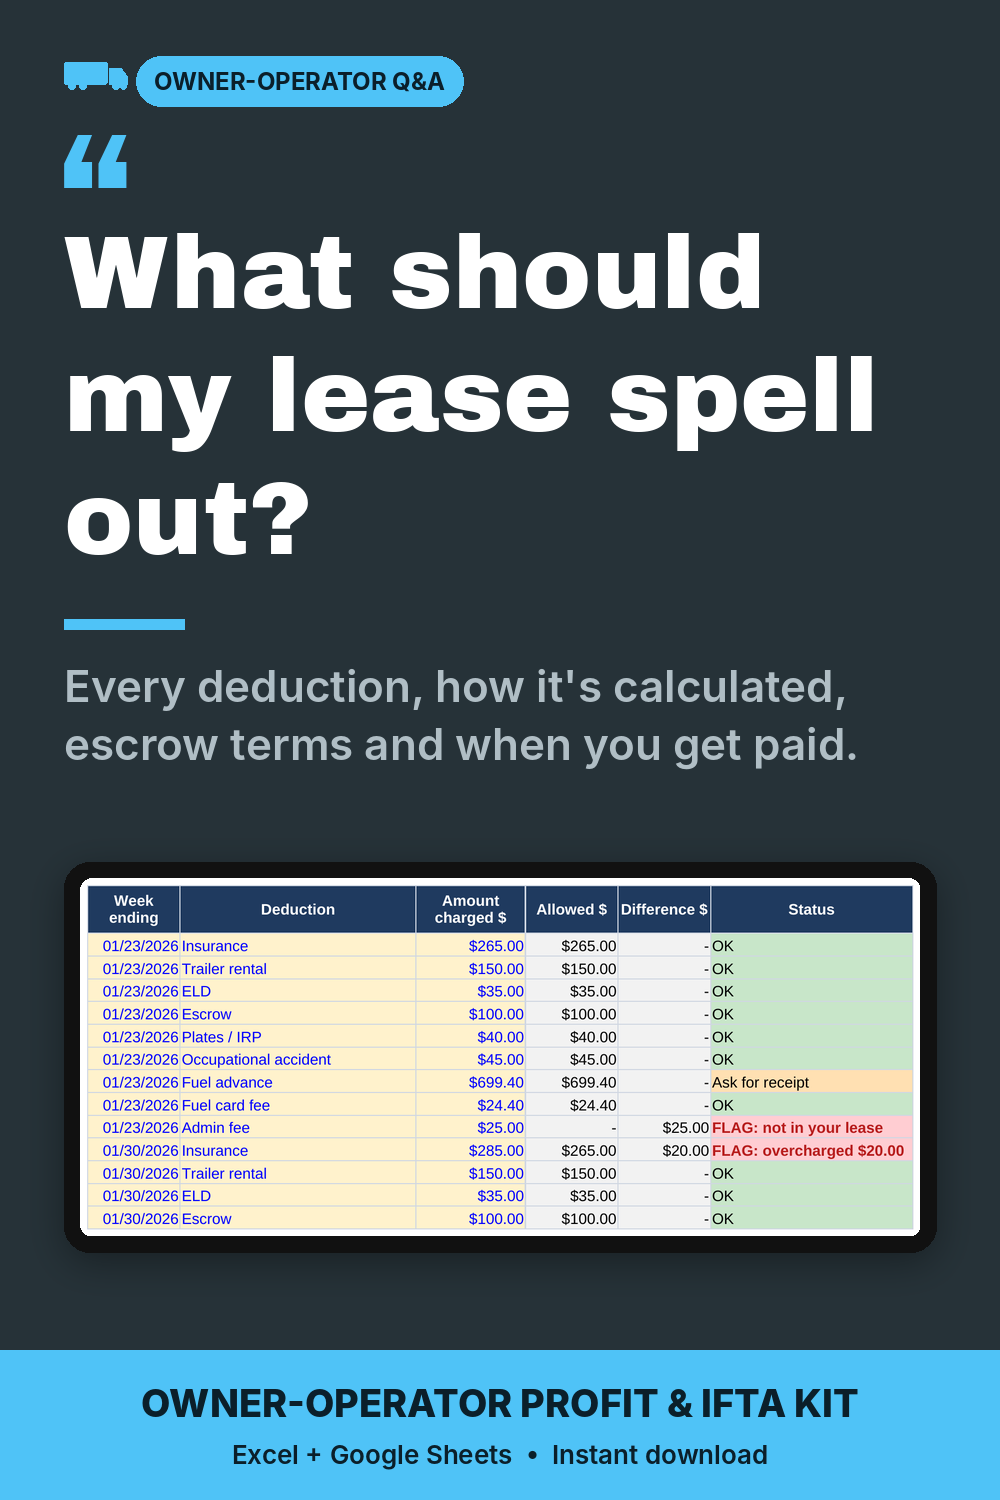 OWNER-OPERATOR Q&A
“
What should
my lease spell
out?
Every deduction, how it's calculated,
escrow terms and when you get paid.
Week ending Deduction Amount charged $ Allowed $ Difference $ Status
01/23/2026 Insurance $265.00 $265.00 - OK
01/23/2026 Trailer rental $150.00 $150.00 - OK
01/23/2026 ELD $35.00 $35.00 - OK
01/23/2026 Escrow $100.00 $100.00 - OK
01/23/2026 Plates / IRP $40.00 $40.00 - OK
01/23/2026 Occupational accident $45.00 $45.00 - OK
01/23/2026 Fuel advance $699.40 $699.40 - Ask for receipt
01/23/2026 Fuel card fee $24.40 $24.40 - OK
01/23/2026 Admin fee $25.00 - $25.00 FLAG: not in your lease
01/30/2026 Insurance $285.00 $265.00 $20.00 FLAG: overcharged $20.00
01/30/2026 Trailer rental $150.00 $150.00 - OK
01/30/2026 ELD $35.00 $35.00 - OK
01/30/2026 Escrow $100.00 $100.00 - OK
OWNER-OPERATOR PROFIT & IFTA KIT
Excel + Google Sheets • Instant download